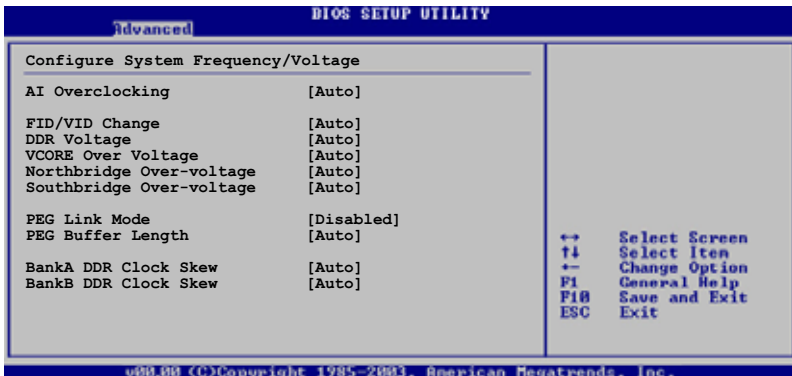 BIOS SETUP UTILITY
Advanced
Configure System Frequency/Voltage
AI Overclocking [Auto]
FID/VID Change [Auto]
DDR Voltage [Auto]
VCORE Over Voltage [Auto]
Northbridge Over-voltage [Auto]
Southbridge Over-voltage [Auto]
PEG Link Mode [Disabled]
PEG Buffer Length [Auto]
BankA DDR Clock Skew [Auto]
BankB DDR Clock Skew [Auto]
↔ Select Screen
↑↓ Select Item
+- Change Option
F1 General Help
F10 Save and Exit
ESC Exit
v00.00 (C)Copyright 1985-2003, American Megatrends, Inc.